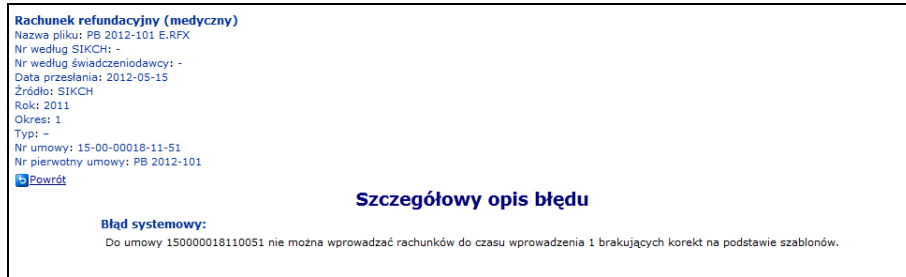 Rachunek refundacyjny (medyczny)
Nazwa pliku: PB 2012-101 E.RFX
Nr według SIKCH: -
Nr według świadczeniodawcy: -
Data przesłania: 2012-05-15
Źródło: SIKCH
Rok: 2011
Okres: 1
Typ: –
Nr umowy: 15-00-00018-11-51
Nr pierwotny umowy: PB 2012-101
Powrót
Szczegółowy opis błędu
Błąd systemowy:
Do umowy 150000018110051 nie można wprowadzać rachunków do czasu wprowadzenia 1 brakujących korekt na podstawie szablonów.